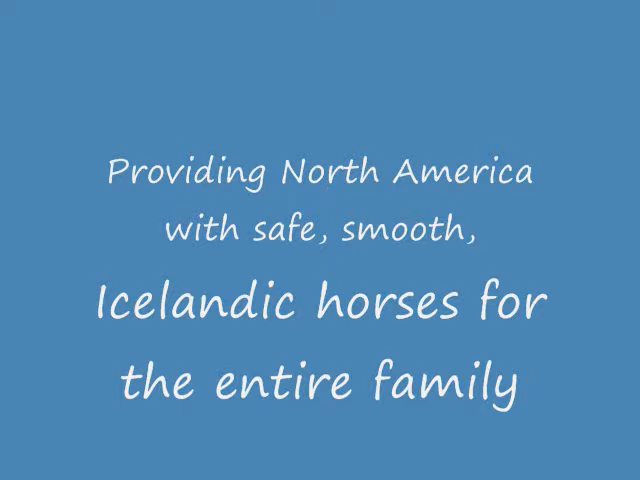 Providing North America
with safe, smooth,
Icelandic horses for
the entire family